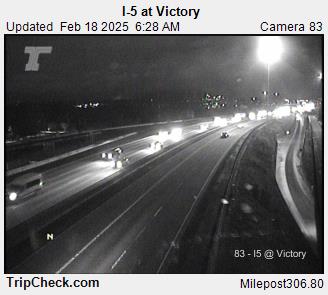 I-5 at Victory
Updated Feb 18 2025 6:28 AM Camera 83
T
N
83 - I5 @ Victory
TripCheck.com Milepost306.80